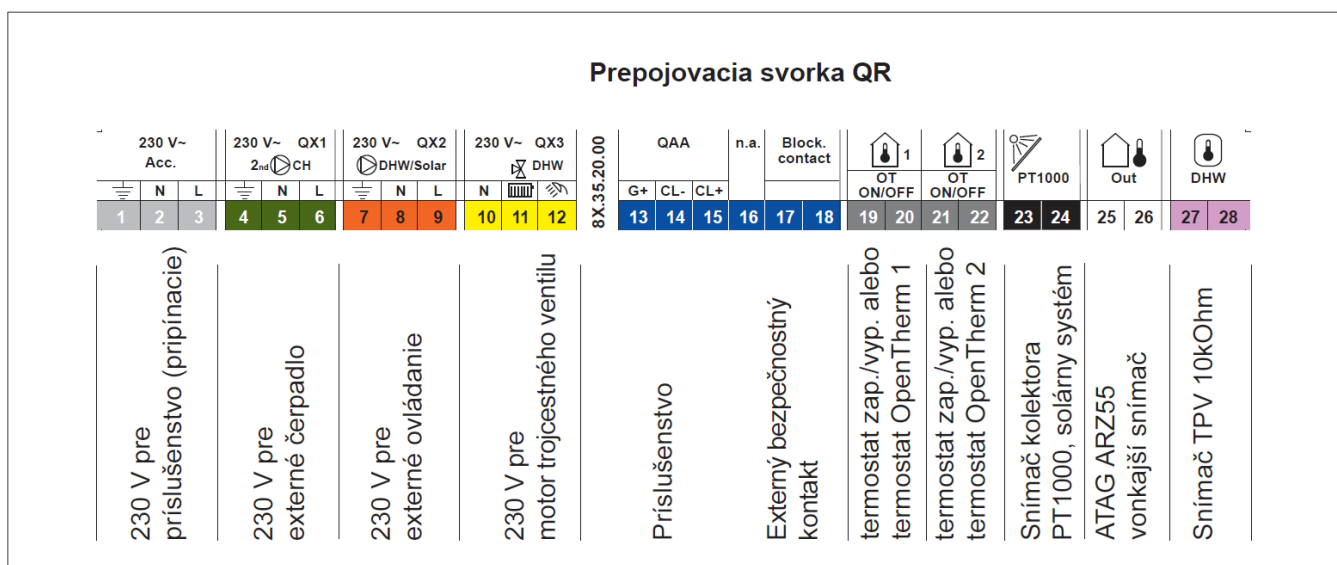 Prepojovacia svorka QR
230 V~ Acc.
230 V~ QX1
2nd CH
230 V~ QX2
DHW/Solar
230 V~ QX3
DHW
8X.35.20.00
QAA
n.a.
Block. contact
1
OT ON/OFF
2
OT ON/OFF
PT1000
Out
DHW
N L
N L
N L
N
G+ CL- CL+
1 2 3 4 5 6 7 8 9 10 11 12 13 14 15 16 17 18 19 20 21 22 23 24 25 26 27 28
230 V pre
príslušenstvo (pripínacie)
230 V pre
externé čerpadlo
230 V pre
externé ovládanie
230 V pre
motor trojcestného ventilu
Príslušenstvo
Externý bezpečnostný
kontakt
termostat zap./vyp. alebo
termostat OpenTherm 1
termostat zap./vyp. alebo
termostat OpenTherm 2
Snímač kolektora
PT1000, solárny systém
ATAG ARZ55
vonkajší snímač
Snímač TPV 10kOhm